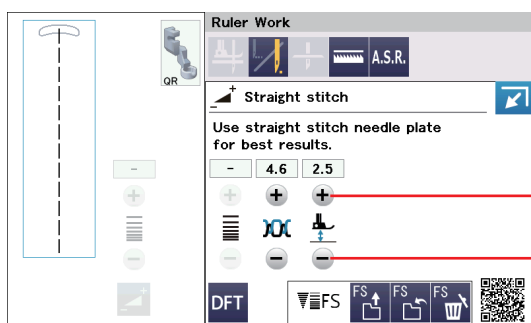 Ruler Work
QR
A.S.R.
Straight stitch
Use straight stitch needle plate
for best results.
- 4.6 2.5
-
DFT
FS
FS
FS
FS